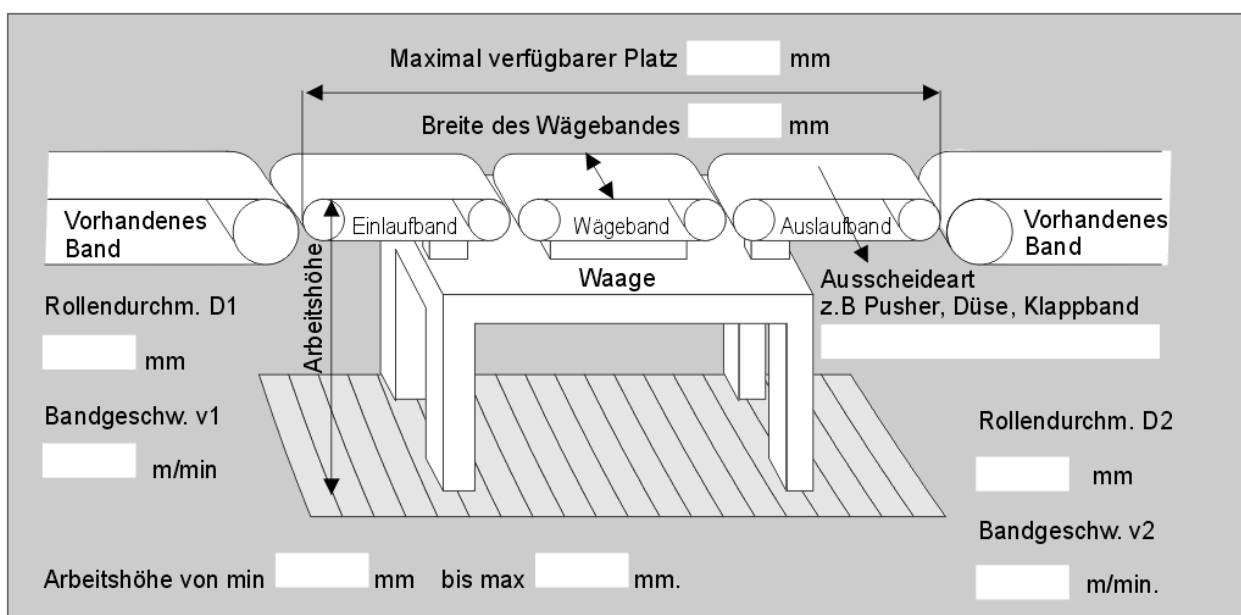 Maximal verfügbarer Platz mm
Breite des Wägebandes mm
Vorhandenes
Band
Einlaufband
Wägeband
Auslaufband
Vorhandenes
Band
Arbeitshöhe
Waage
Ausscheideart
z.B Pusher, Düse, Klappband
Rollendurchm. D1
mm
Bandgeschw. v1
m/min
Rollendurchm. D2
mm
Bandgeschw. v2
m/min.
Arbeitshöhe von min mm bis max mm.